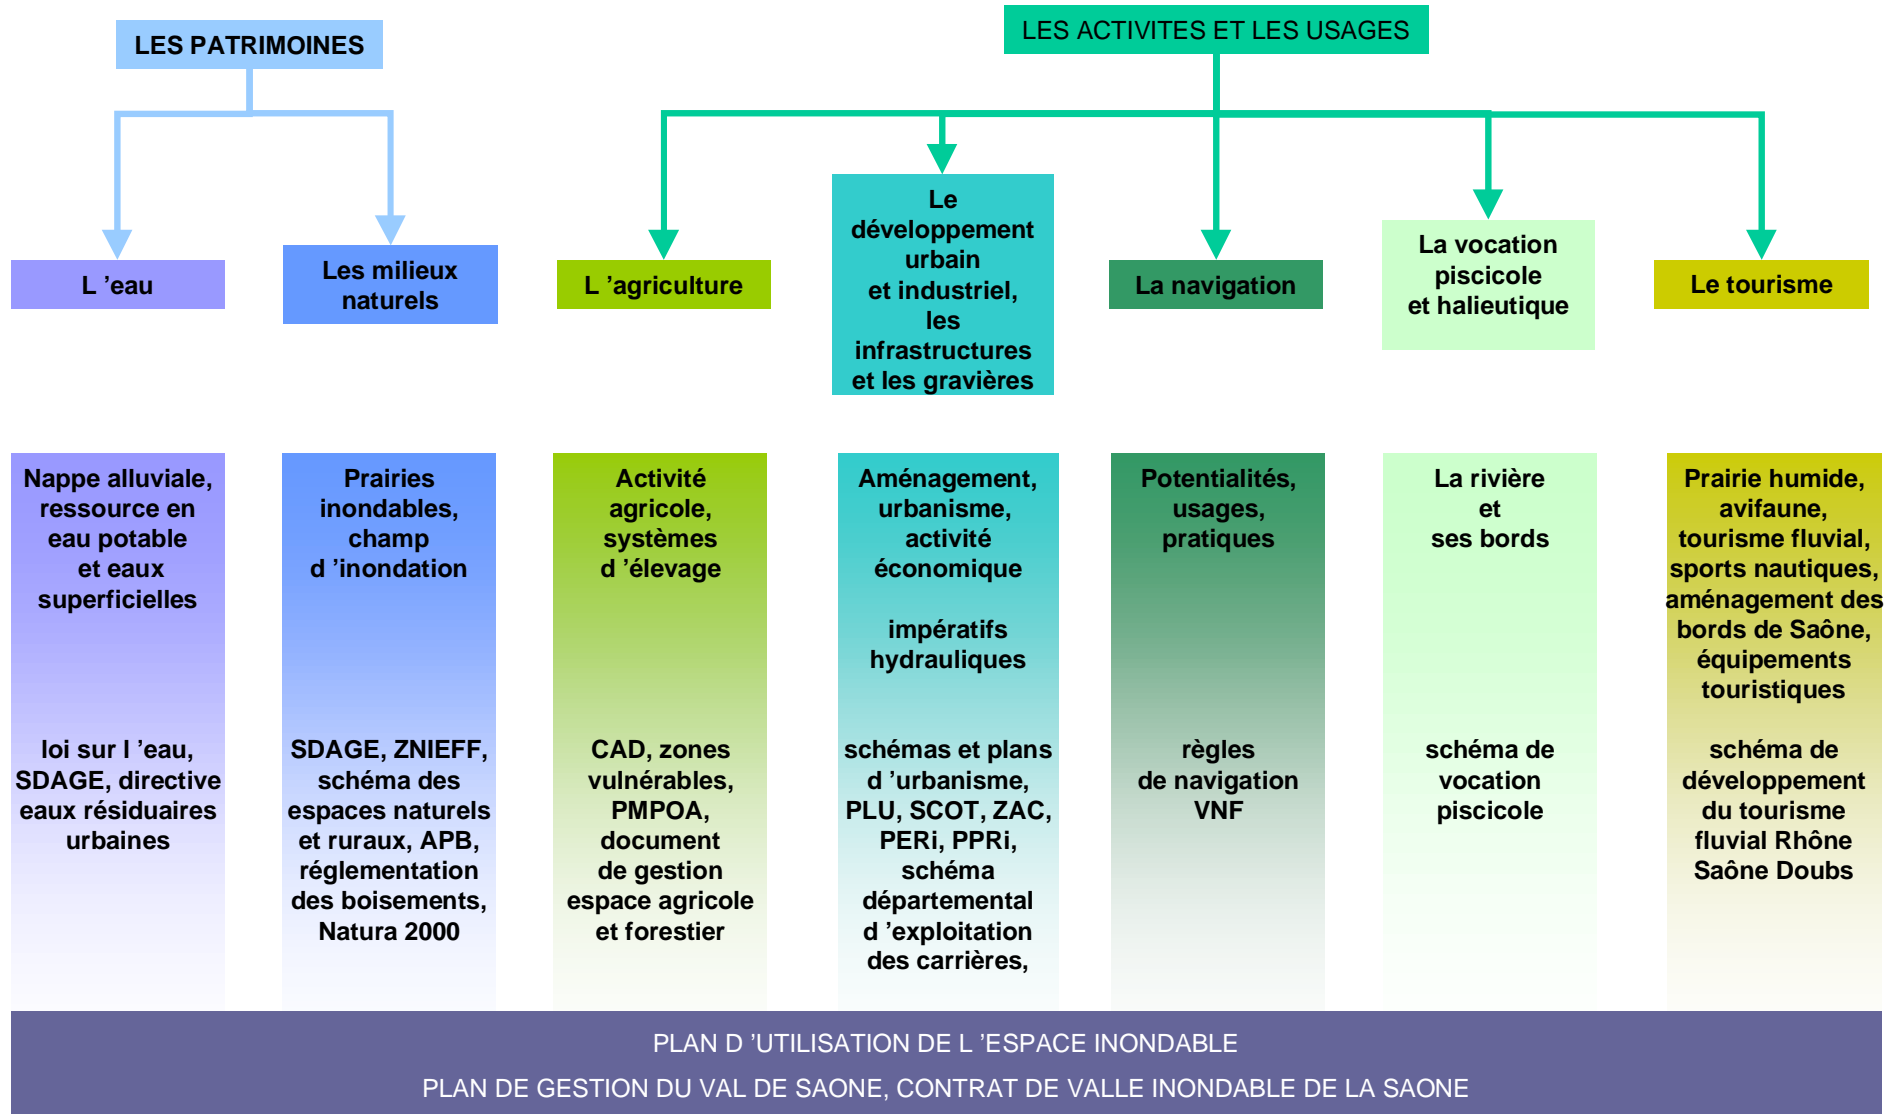 LES PATRIMOINES
LES ACTIVITES ET LES USAGES
L ’eau
Les milieux
naturels
L ’agriculture
Le
développement
urbain
et industriel,
les
infrastructures
et les gravières
La navigation
La vocation
piscicole
et halieutique
Le tourisme
Nappe alluviale,
ressource en
eau potable
et eaux
superficielles
loi sur l ’eau,
SDAGE, directive
eaux résiduaires
urbaines
Prairies
inondables,
champ
d ’inondation
SDAGE, ZNIEFF,
schéma des
espaces naturels
et ruraux, APB,
réglementation
des boisements,
Natura 2000
Activité
agricole,
systèmes
d ’élevage
CAD, zones
vulnérables,
PMPOA,
document
de gestion
espace agricole
et forestier
Aménagement,
urbanisme,
activité
économique
impératifs
hydrauliques
schémas et plans
d ’urbanisme,
PLU, SCOT, ZAC,
PERi, PPRi,
schéma
départemental
d ’exploitation
des carrières,
Potentialités,
usages,
pratiques
règles
de navigation
VNF
La rivière
et
ses bords
schéma de
vocation
piscicole
Prairie humide,
avifaune,
tourisme fluvial,
sports nautiques,
aménagement des
bords de Saône,
équipements
touristiques
schéma de
développement
du tourisme
fluvial Rhône
Saône Doubs
PLAN D ’UTILISATION DE L ’ESPACE INONDABLE
PLAN DE GESTION DU VAL DE SAONE, CONTRAT DE VALLE INONDABLE DE LA SAONE